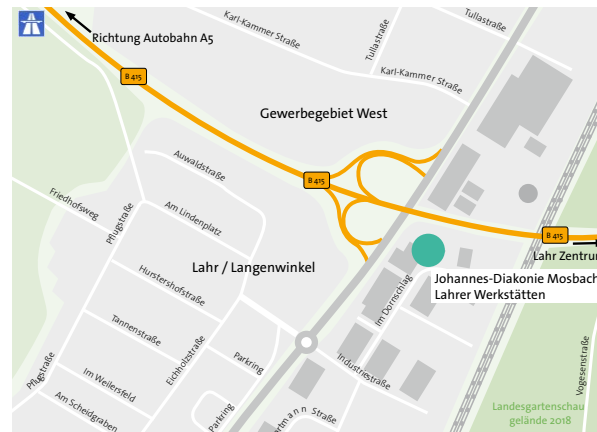 Karl-Kammer Straße
Tullastraße
Richtung Autobahn A5
Tullastraße
Karl-Kammer Straße
B 415
Gewerbegebiet West
Auwaldstraße
B 415
Friedhofsweg
Pflugstraße
Am Lindenplatz
B 415
Lahr Zentrum
Lahr / Langenwinkel
Johannes-Diakonie Mosbach
Lahrer Werkstätten
Hurstershofstraße
Im Dornschlag
Tannenstraße
Eichholzstraße
Parkring
Industriestraße
Vogesenstraße
Pflugstraße
Im Weilersfeld
Am Scheidgraben
Parkring
artmann Straße
Landesgartenschau
gelände 2018